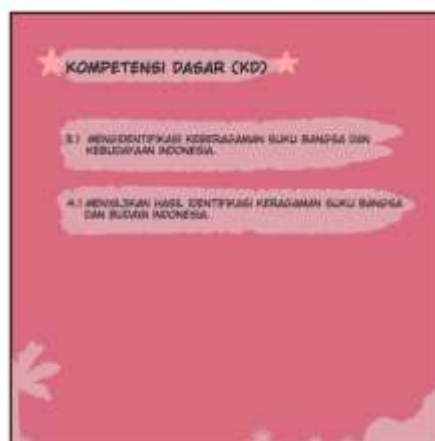 KOMPETENSI DASAR (KD)
3.1 MENGIDENTIFIKASI KEBERAGAMAN SUKU BANGSA DAN
KEBUDAYAAN INDONESIA.
4.1 MENYAJIKAN HASIL IDENTIFIKASI KERAGAMAN SUKU BANGSA
DAN BUDAYA INDONESIA.